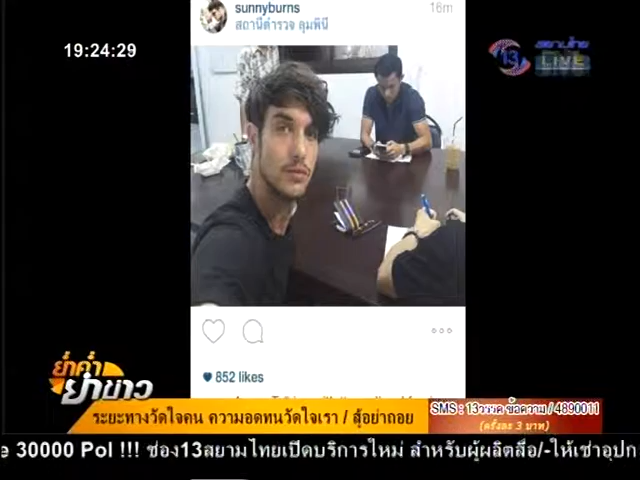 sunnyburns
16m
สถานีตำรวจ ลุมพินี
19:24:29
13
สยามไทย
LIVE
852 likes
ย่ำค่ำ
ย่ำข่าว
ระยะทางวัดใจคน ความอดทนวัดใจเรา / สู้อย่าถอย
SMS : 13วรรค ข้อความ / 4890011
(ครั้งละ 3 บาท)
e 30000 Pol !!! ช่อง13สยามไทยเปิดบริการใหม่ สำหรับผู้ผลิตสื่อ/-ให้เช่าอุปก